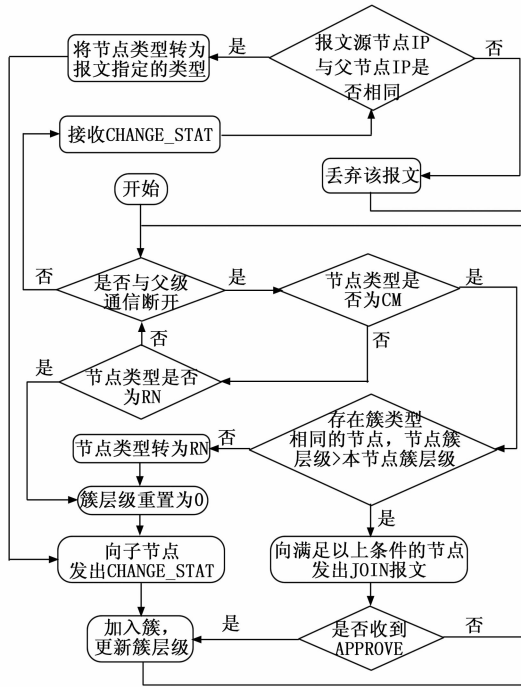 将节点类型转为
报文指定的类型
是
报文源节点IP
与父节点IP是
否相同
否
接收CHANGE_STAT
丢弃该报文
开始
否
是否与父级
通信断开
是
节点类型是
否为CM
是
否
否
是
节点类型是否
为RN
存在簇类型
相同的节点，节点簇
层级>本节点簇层级
否
节点类型转为RN
簇层级重置为0
是
向子节点
发出CHANGE_STAT
向满足以上条件的节点
发出JOIN报文
加入簇，
更新簇层级
是
是否收到
APPROVE
否